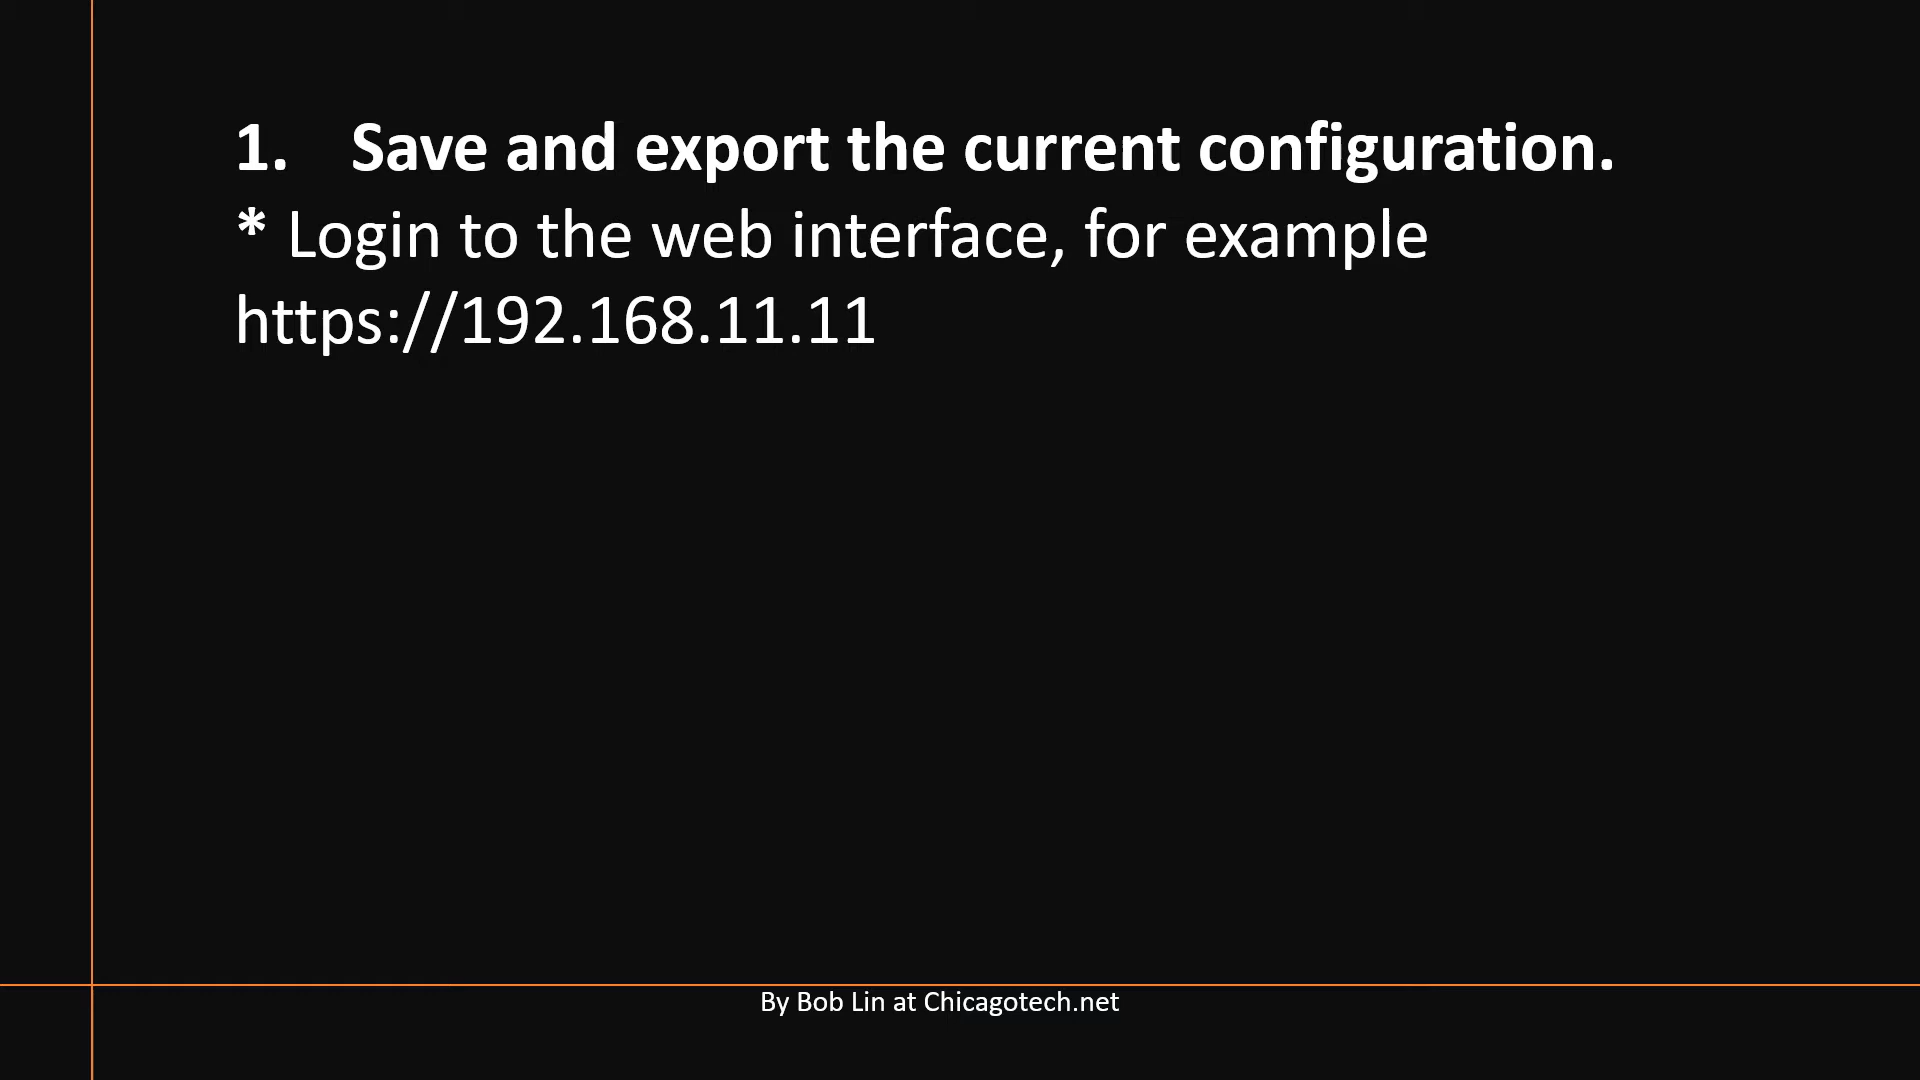 1. Save and export the current configuration.
* Login to the web interface, for example
https://192.168.11.11
By Bob Lin at Chicagotech.net